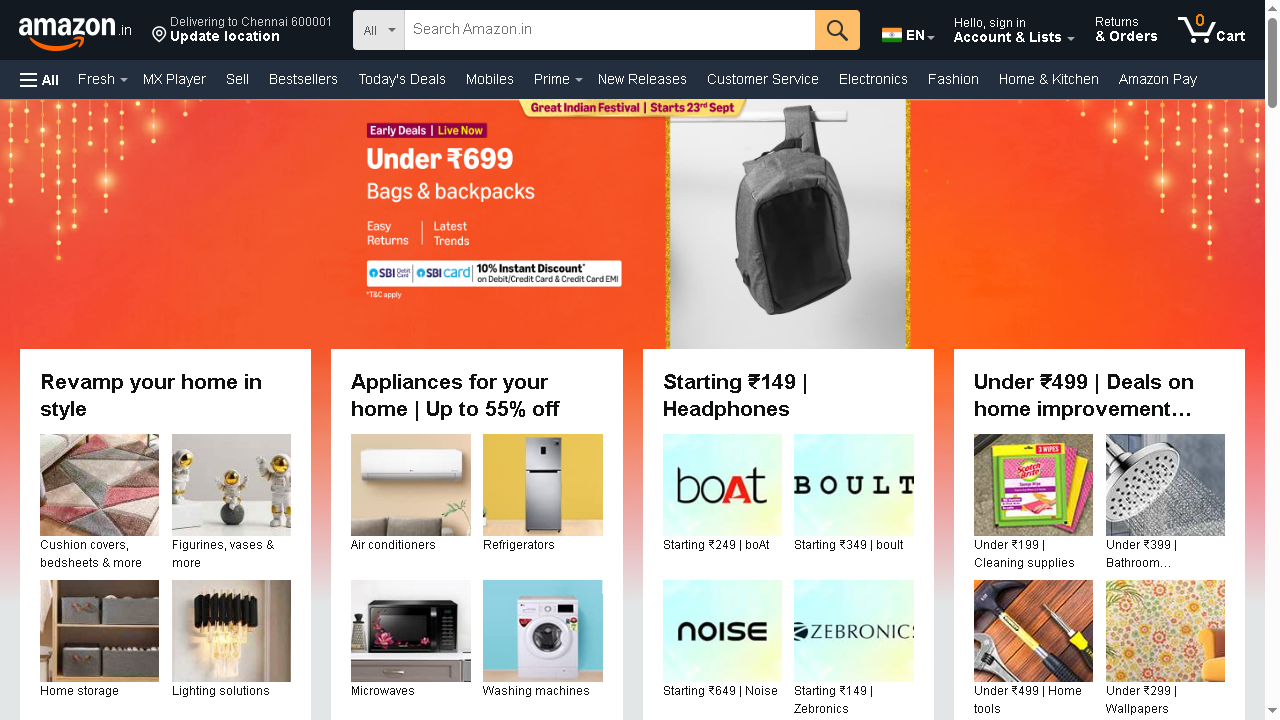 amazon.in
Delivering to Chennai 600001
Update location
All
Search Amazon.in
EN
Hello, sign in
Account & Lists
Returns
& Orders
0
Cart
All
Fresh
MX Player
Sell
Bestsellers
Today's Deals
Mobiles
Prime
New Releases
Customer Service
Electronics
Fashion
Home & Kitchen
Amazon Pay
Great Indian Festival | Starts 23rd Sept
Early Deals | Live Now
Under ₹699
Bags & backpacks
Easy
Returns
Latest
Trends
SBI Debit Card
SBI card
10% Instant Discount*
on Debit/Credit Card & Credit Card EMI
*T&C apply
Revamp your home in
style
Cushion covers,
bedsheets & more
Figurines, vases &
more
Home storage
Lighting solutions
Appliances for your
home | Up to 55% off
Air conditioners
Refrigerators
Microwaves
Washing machines
Starting ₹149 |
Headphones
boAt
BOULT
Starting ₹249 | boAt
Starting ₹349 | boult
noise
ZEBRONICS
Starting ₹649 | Noise
Starting ₹149 |
Zebronics
Under ₹499 | Deals on
home improvement…
3 WIPES
Scotch
Brite
Under ₹199 |
Cleaning supplies
Under ₹399 |
Bathroom…
Under ₹499 | Home
tools
Under ₹299 |
Wallpapers